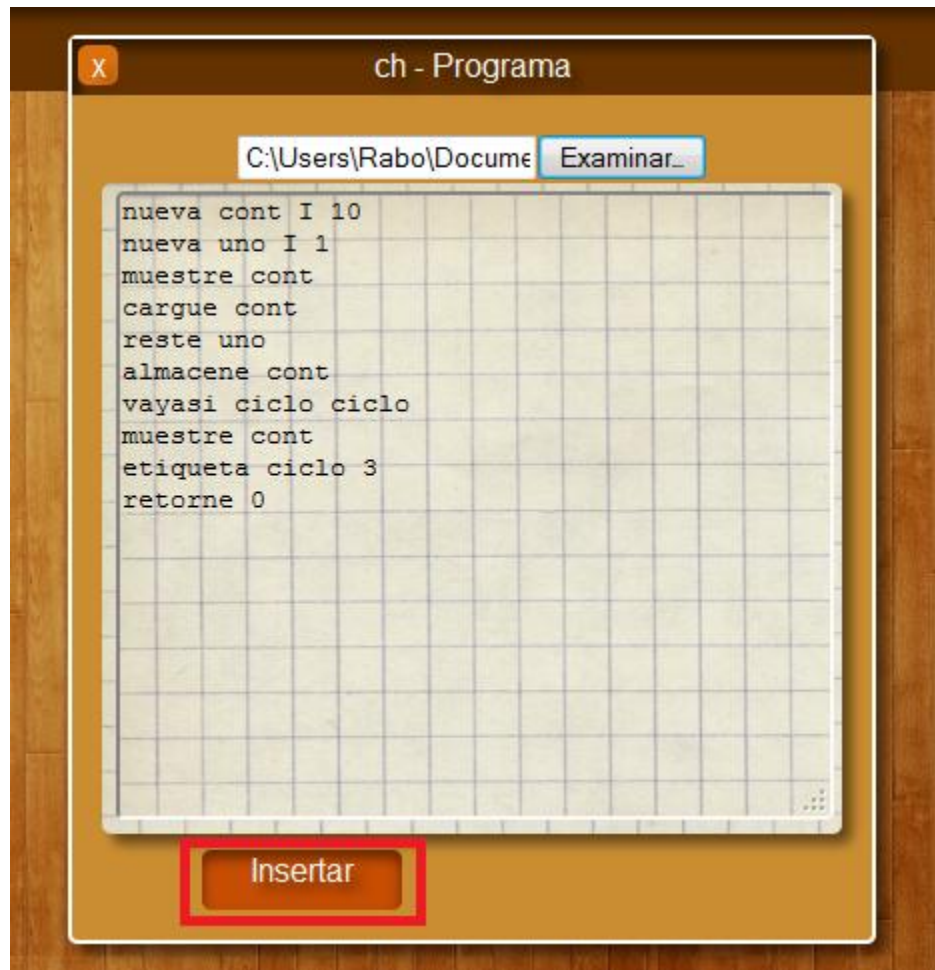 X
ch - Programa
C:\Users\Rabo\Docume Examinar...
nueva cont I 10
nueva uno I 1
muestre cont
cargue cont
reste uno
almacene cont
vayasi ciclo ciclo
muestre cont
etiqueta ciclo 3
retorne 0
Insertar